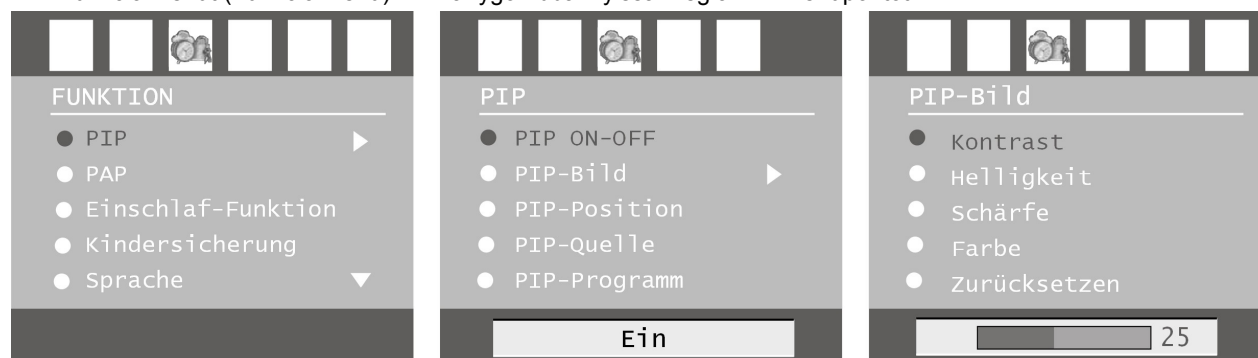 FUNKTION
PIP
PAP
Einschlaf-Funktion
Kindersicherung
Sprache
PIP
PIP ON-OFF
PIP-Bild
PIP-Position
PIP-Quelle
PIP-Programm
Ein
PIP-Bild
Kontrast
Helligkeit
Schärfe
Farbe
Zurücksetzen
25